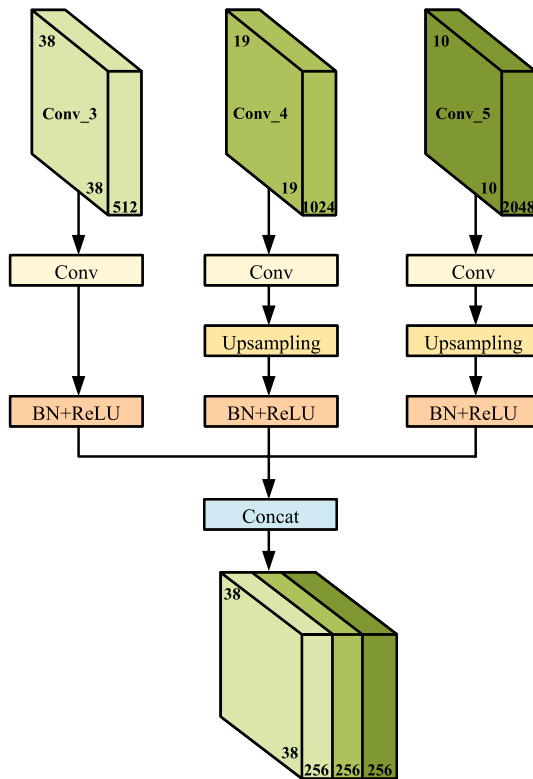 38
Conv_3
38
512
19
Conv_4
19
1024
10
Conv_5
10
2048
Conv
Conv
Conv
Upsampling
Upsampling
BN+ReLU
BN+ReLU
BN+ReLU
Concat
38
38
256
256
256